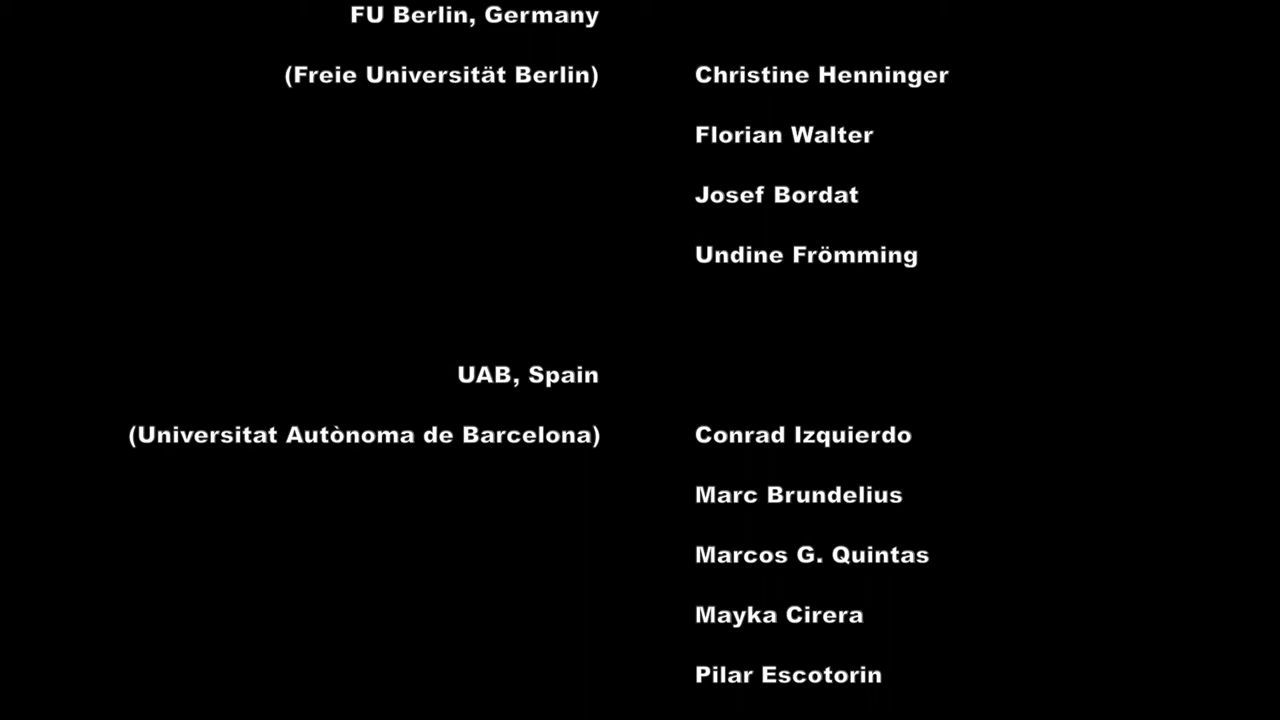 FU Berlin, Germany
(Freie Universität Berlin) Christine Henninger
Florian Walter
Josef Bordat
Undine Frömming
UAB, Spain
(Universitat Autònoma de Barcelona) Conrad Izquierdo
Marc Brundelius
Marcos G. Quintas
Mayka Cirera
Pilar Escotorin